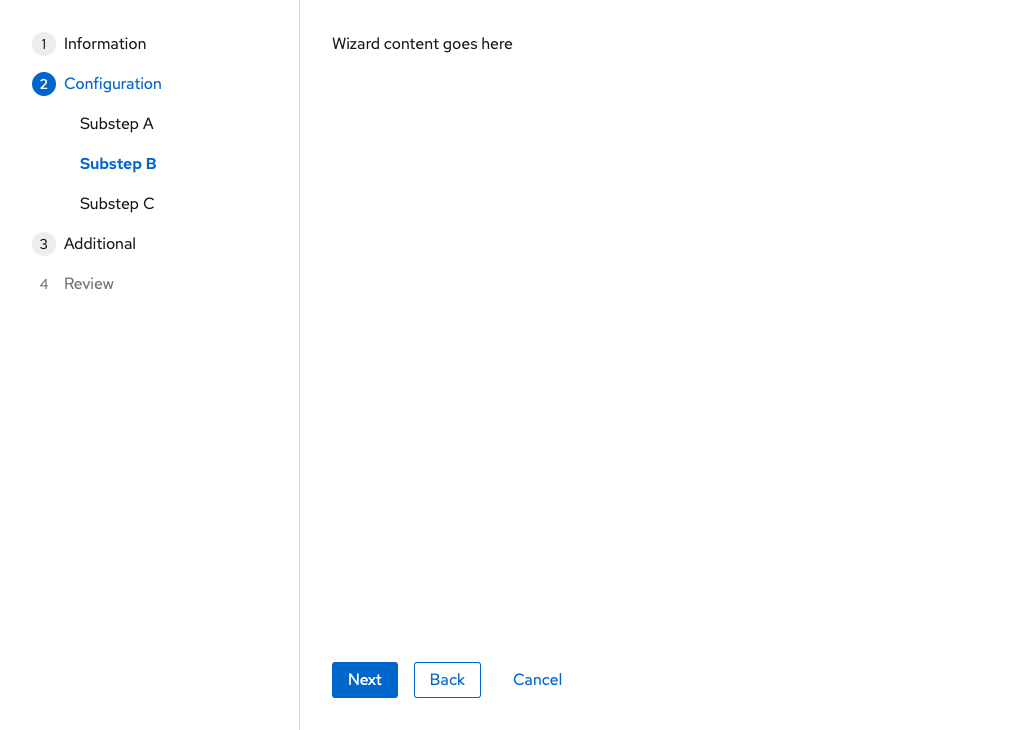 1 Information
2 Configuration
Substep A
Substep B
Substep C
3 Additional
4 Review
Wizard content goes here
Next Back Cancel